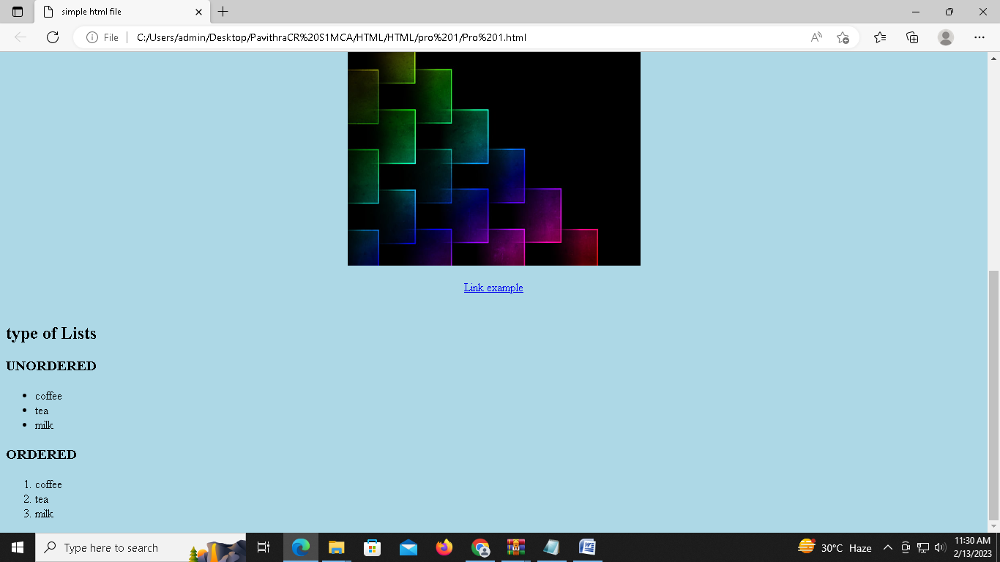 simple html file
File C:/Users/admin/Desktop/PavithraCR%20S1MCA/HTML/HTML/pro%201/Pro%201.html
Link example
type of Lists
UNORDERED
• coffee
• tea
• milk
ORDERED
1. coffee
2. tea
3. milk
Type here to search
30°C Haze
11:30 AM
2/13/2023